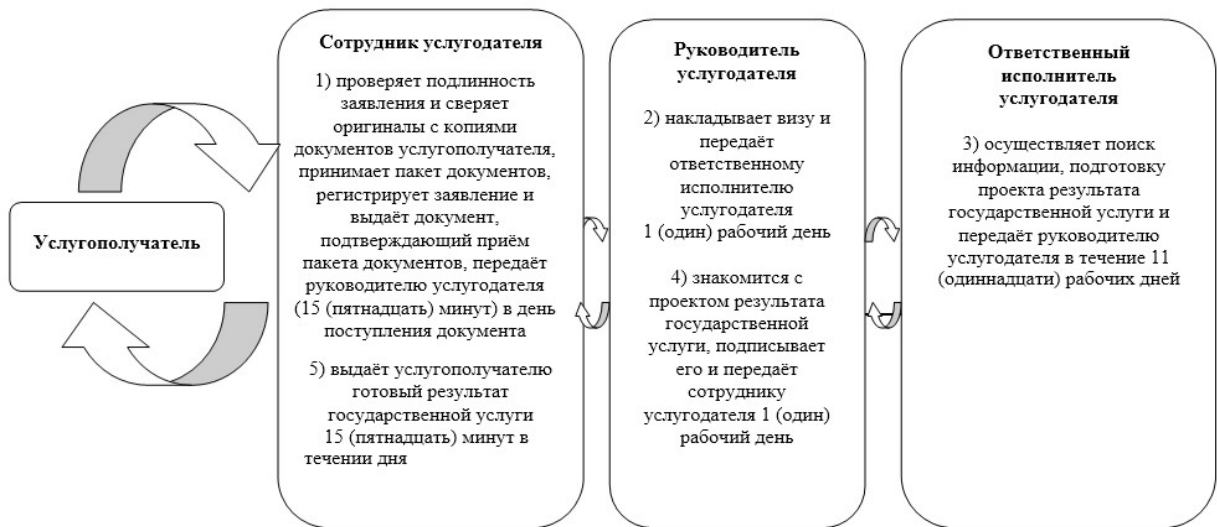 Услугополучатель
Сотрудник услугодателя
1) проверяет подлинность
заявления и сверяет
оригиналы с копиями
документов услугополучателя,
принимает пакет документов,
регистрирует заявление и
выдаёт документ,
подтверждающий приём
пакета документов, передаёт
руководителю услугодателя
(15 (пятнадцать) минут) в день
поступления документа
5) выдаёт услугополучателю
готовый результат
государственной услуги
15 (пятнадцать) минут в
течении дня
Руководитель
услугодателя
2) накладывает визу и
передаёт
ответственному
исполнителю
услугодателя
1 (один) рабочий день
4) знакомится с
проектом результата
государственной
услуги, подписывает
его и передаёт
сотруднику
услугодателя 1 (один)
рабочий день
Ответственный
исполнитель
услугодателя
3) осуществляет поиск
информации, подготовку
проекта результата
государственной услуги и
передаёт руководителю
услугодателя в течение 11
(одиннадцати) рабочих дней